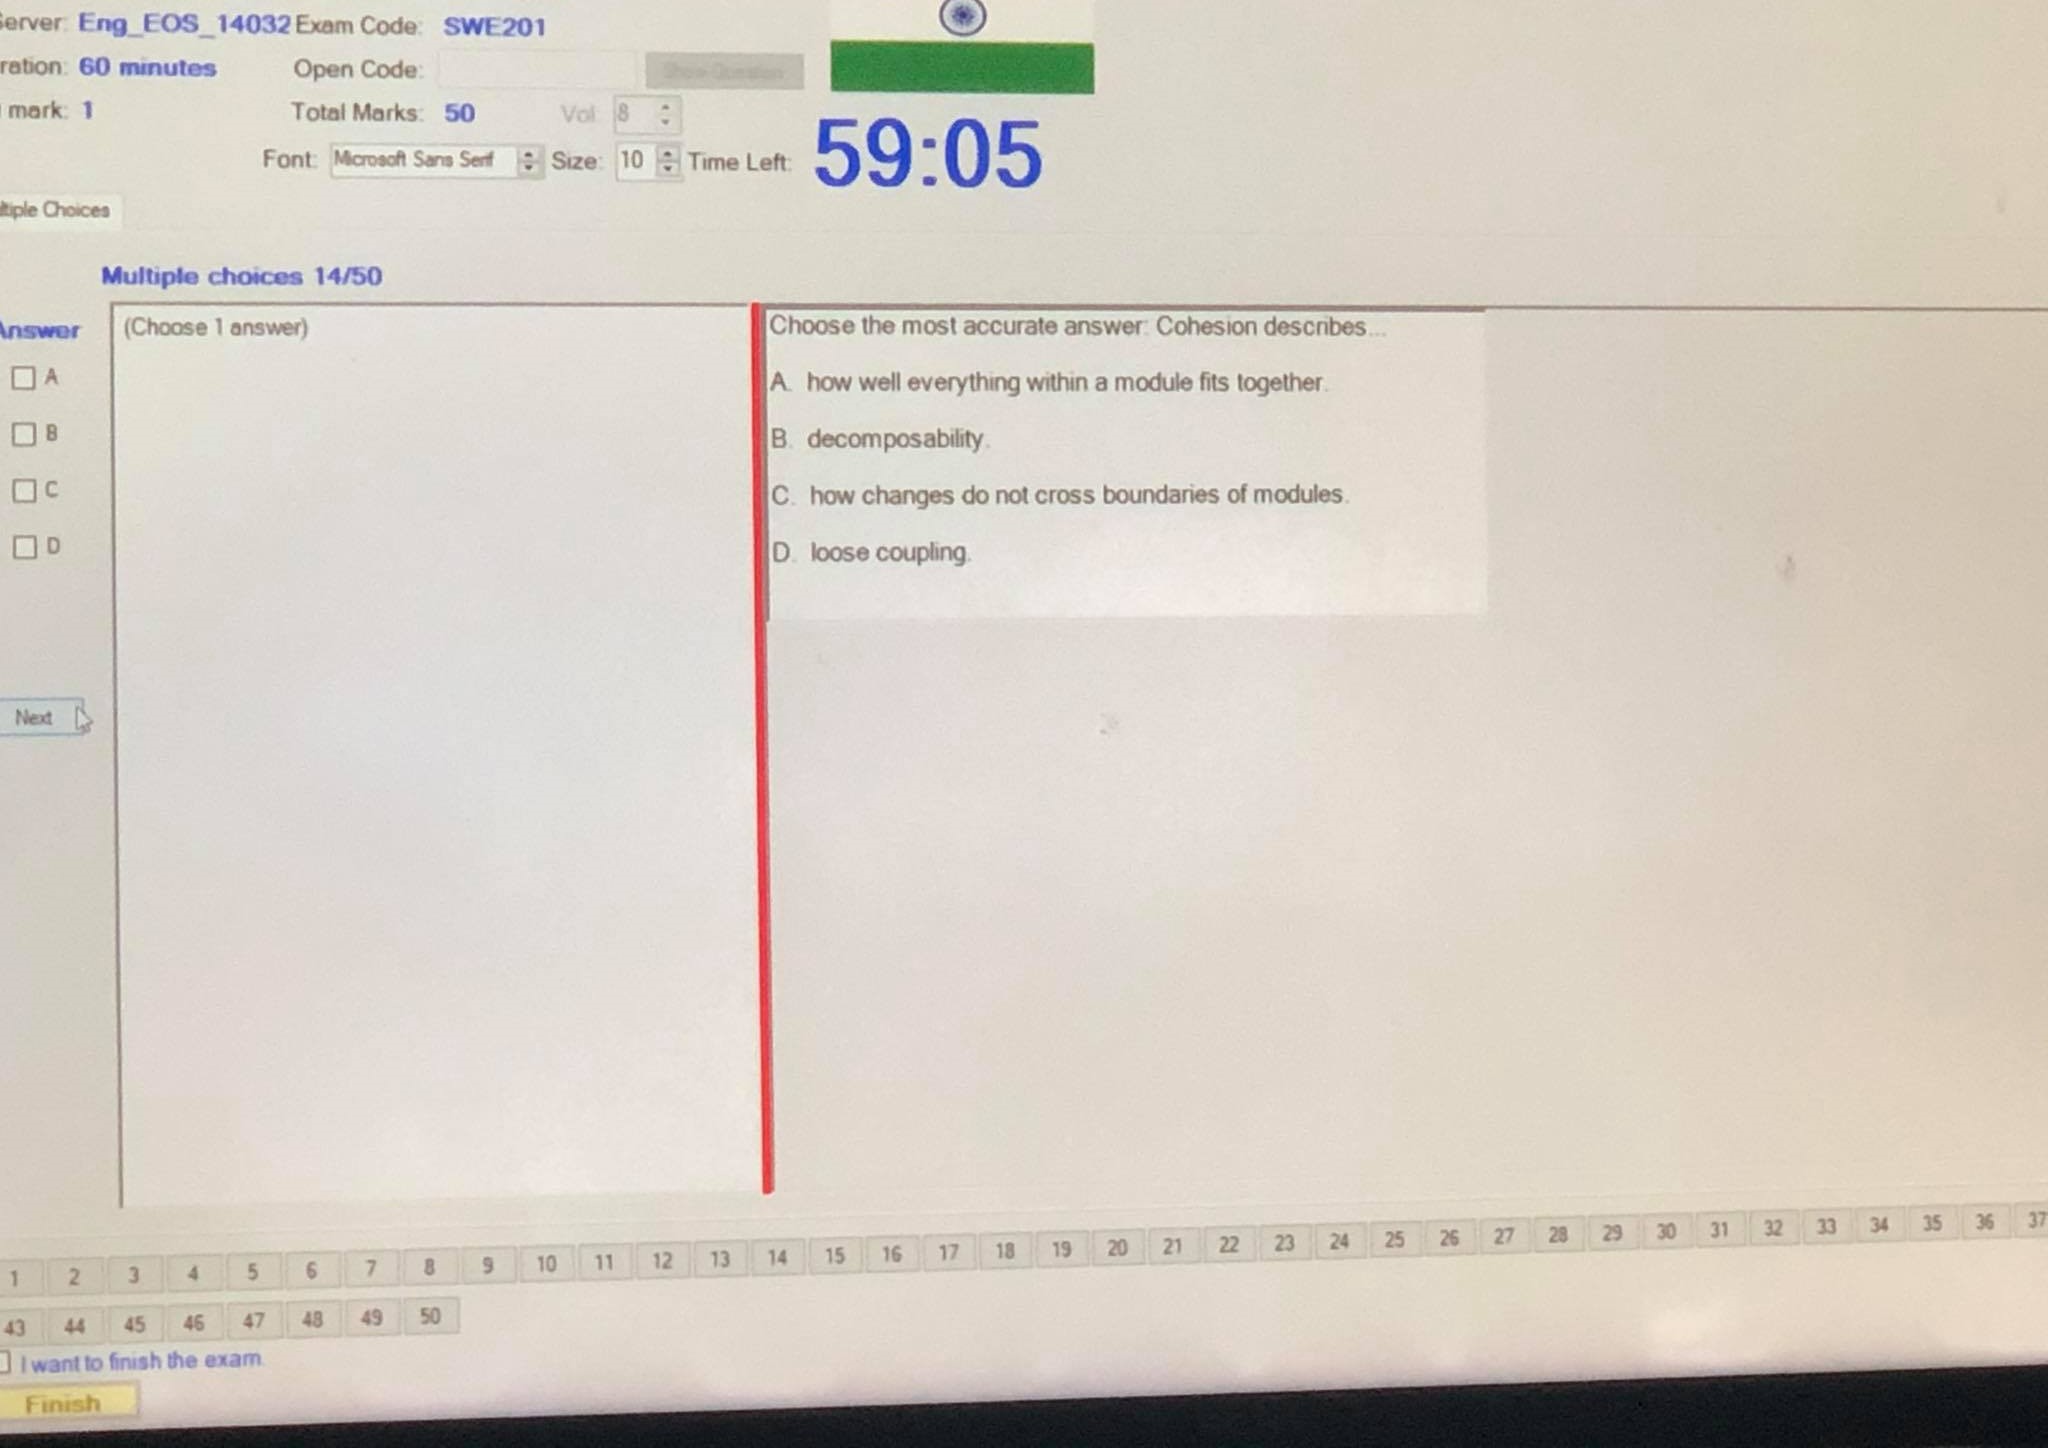 erver: Eng_EOS_14032 Exam Code: SWE201
ration: 60 minutes Open Code: Show Question
mark: 1 Total Marks: 50 Vol: 8
Font: Microsoft Sans Serif Size: 10 Time Left: 59:05
ltiple Choices
Multiple choices 14/50
Answer
(Choose 1 answer)
A
B
C
D
Next
Choose the most accurate answer: Cohesion describes...
A. how well everything within a module fits together.
B. decomposability.
C. how changes do not cross boundaries of modules.
D. loose coupling.
1 2 3 4 5 6 7 8 9 10 11 12 13 14 15 16 17 18 19 20 21 22 23 24 25 26 27 28 29 30 31 32 33 34 35 36 37
43 44 45 46 47 48 49 50
I want to finish the exam.
Finish